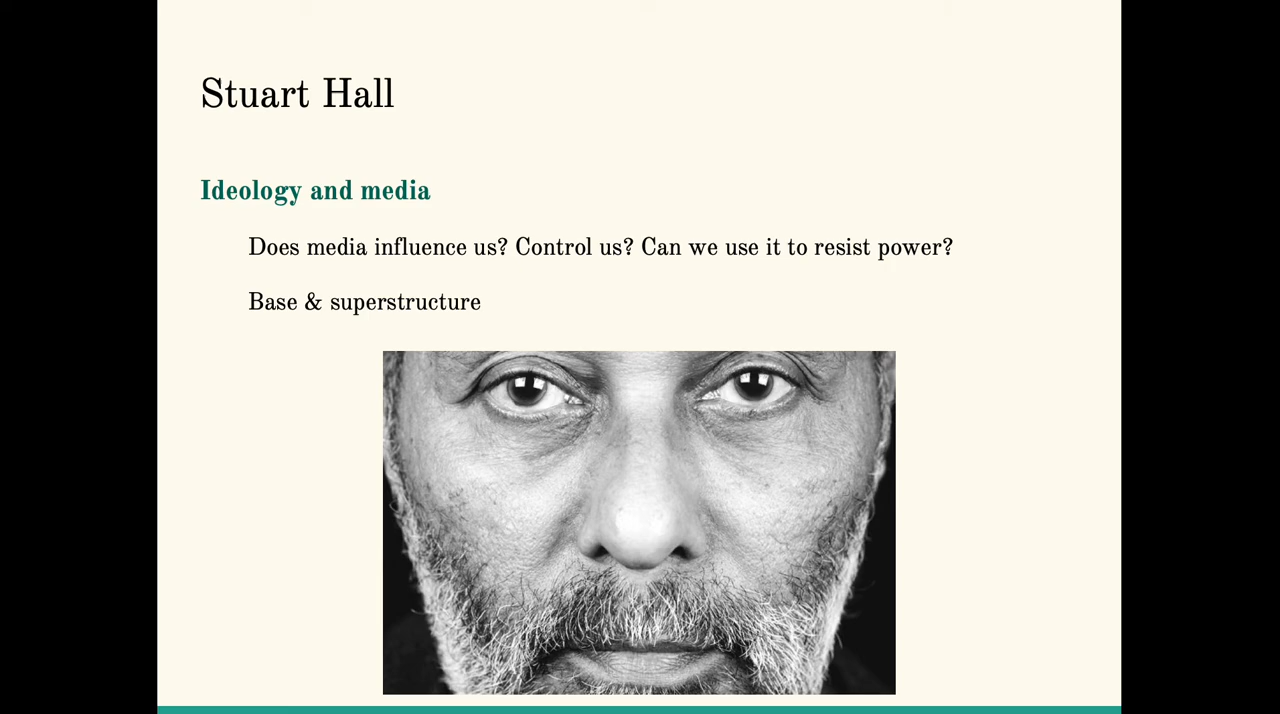 Stuart Hall
Ideology and media
Does media influence us? Control us? Can we use it to resist power?
Base & superstructure